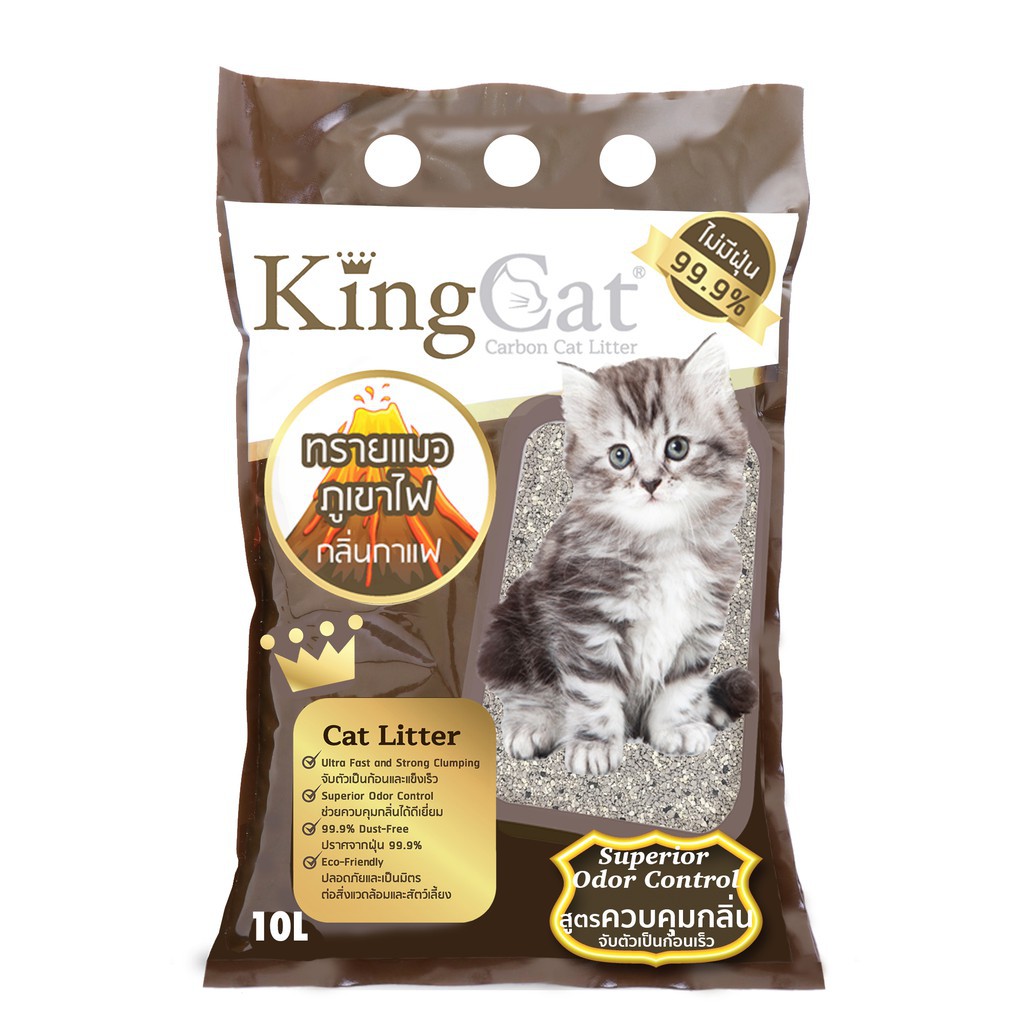 KingCat®
Carbon Cat Litter
ไม่มีฝุ่น
99.9%
ทรายแมว
ภูเขาไฟ
กลิ่นกาแฟ
Cat Litter
Ultra Fast and Strong Clumping
จับตัวเป็นก้อนและแข็งเร็ว
Superior Odor Control
ช่วยควบคุมกลิ่นได้ดีเยี่ยม
99.9% Dust-Free
ปราศจากฝุ่น 99.9%
Eco-Friendly
ปลอดภัยและเป็นมิตร
ต่อสิ่งแวดล้อมและสัตว์เลี้ยง
10L
Superior
Odor Control
สูตรควบคุมกลิ่น
จับตัวเป็นก้อนเร็ว